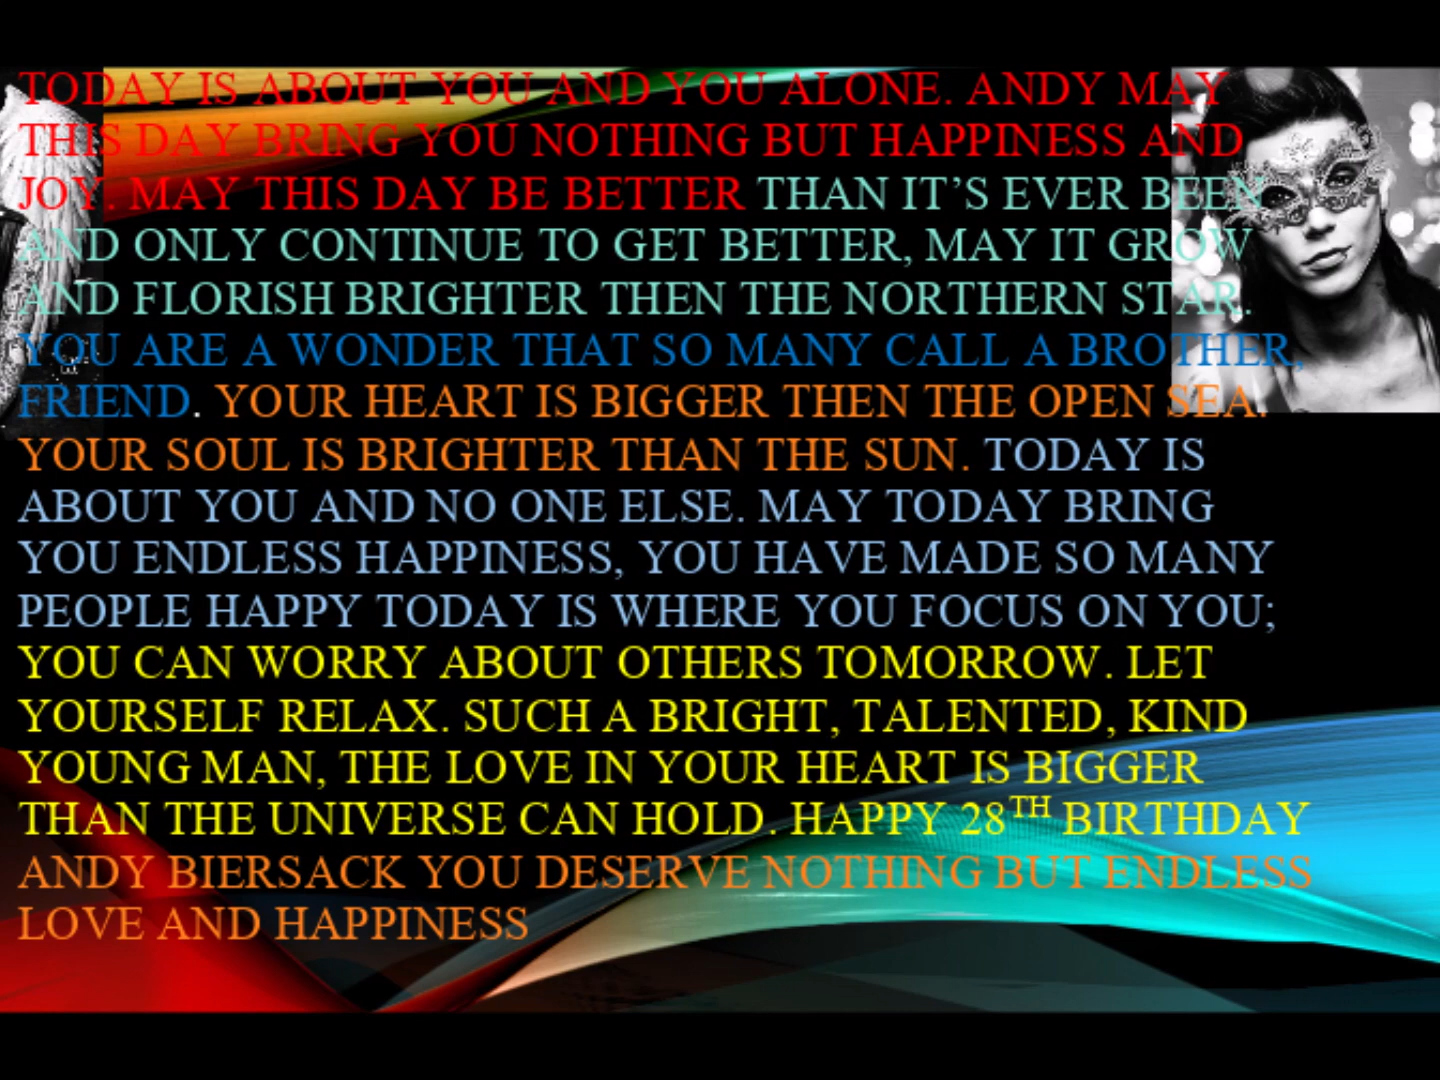 TODAY IS ABOUT YOU AND YOU ALONE. ANDY MAY
THIS DAY BRING YOU NOTHING BUT HAPPINESS AND
JOY. MAY THIS DAY BE BETTER THAN IT’S EVER BEEN
AND ONLY CONTINUE TO GET BETTER, MAY IT GROW
AND FLORISH BRIGHTER THEN THE NORTHERN STAR.
YOU ARE A WONDER THAT SO MANY CALL A BROTHER,
FRIEND. YOUR HEART IS BIGGER THEN THE OPEN SEA.
YOUR SOUL IS BRIGHTER THAN THE SUN. TODAY IS
ABOUT YOU AND NO ONE ELSE. MAY TODAY BRING
YOU ENDLESS HAPPINESS, YOU HAVE MADE SO MANY
PEOPLE HAPPY TODAY IS WHERE YOU FOCUS ON YOU;
YOU CAN WORRY ABOUT OTHERS TOMORROW. LET
YOURSELF RELAX. SUCH A BRIGHT, TALENTED, KIND
YOUNG MAN, THE LOVE IN YOUR HEART IS BIGGER
THAN THE UNIVERSE CAN HOLD. HAPPY 28TH BIRTHDAY
ANDY BIERSACK YOU DESERVE NOTHING BUT ENDLESS
LOVE AND HAPPINESS